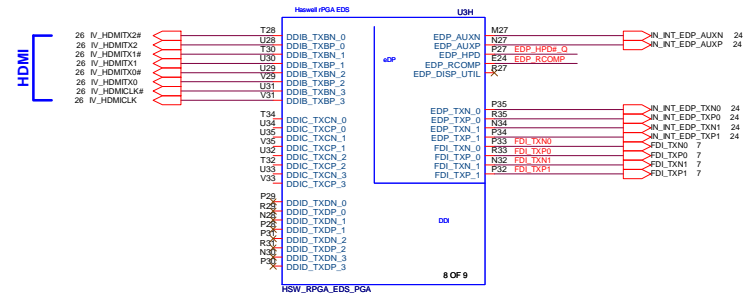 Haswell rPGA EDS
U3H
HDMI
26 IV_HDMITX2# T28 DDIB_TXBN_0
26 IV_HDMITX2 U28 DDIB_TXBP_0
26 IV_HDMITX1# T30 DDIB_TXBN_1
26 IV_HDMITX1 U30 DDIB_TXBP_1
26 IV_HDMITX0# U29 DDIB_TXBN_2
26 IV_HDMITX0 V29 DDIB_TXBP_2
26 IV_HDMICLK# U31 DDIB_TXBN_3
26 IV_HDMICLK V31 DDIB_TXBP_3
T34 DDIC_TXCN_0
U34 DDIC_TXCP_0
U35 DDIC_TXCN_1
V35 DDIC_TXCP_1
U32 DDIC_TXCN_2
T32 DDIC_TXCP_2
U33 DDIC_TXCN_3
V33 DDIC_TXCP_3
P29 DDID_TXDN_0
R29 DDID_TXDP_0
N28 DDID_TXDN_1
P28 DDID_TXDP_1
P31 DDID_TXDN_2
R31 DDID_TXDP_2
N30 DDID_TXDN_3
P30 DDID_TXDP_3
eDP
EDP_AUXN M27 IN_INT_EDP_AUXN 24
EDP_AUXP N27 IN_INT_EDP_AUXP 24
EDP_HPD P27 EDP_HPD#_Q
EDP_RCOMP E24 EDP_RCOMP
EDP_DISP_UTIL R27
EDP_TXN_0 P35 IN_INT_EDP_TXN0 24
EDP_TXP_0 R35 IN_INT_EDP_TXP0 24
EDP_TXN_1 N34 IN_INT_EDP_TXN1 24
EDP_TXP_1 P34 IN_INT_EDP_TXP1 24
FDI_TXN_0 P33 FDI_TXN0 FDI_TXN0 7
FDI_TXP_0 R33 FDI_TXP0 FDI_TXP0 7
FDI_TXN_1 N32 FDI_TXN1 FDI_TXN1 7
FDI_TXP_1 P32 FDI_TXP1 FDI_TXP1 7
DDI
8 OF 9
HSW_RPGA_EDS_PGA